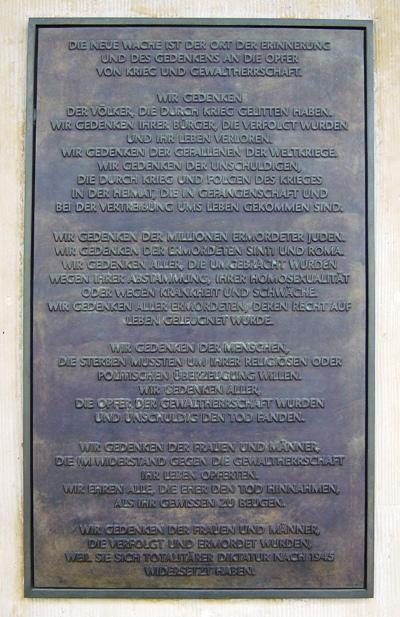 DIE NEUE WACHE IST DER ORT DER ERINNERUNG
UND DES GEDENKENS AN DIE OPFER
VON KRIEG UND GEWALTHERRSCHAFT.
WIR GEDENKEN
DER VÖLKER, DIE DURCH KRIEG GELITTEN HABEN.
WIR GEDENKEN IHRER BÜRGER, DIE VERFOLGT WURDEN
UND IHR LEBEN VERLOREN.
WIR GEDENKEN DER GEFALLENEN DER WELTKRIEGE.
WIR GEDENKEN DER UNSCHULDIGEN,
DIE DURCH KRIEG UND FOLGEN DES KRIEGES
IN DER HEIMAT, DIE IN GEFANGENSCHAFT UND
BEI DER VERTREIBUNG UMS LEBEN GEKOMMEN SIND.
WIR GEDENKEN DER MILLIONEN ERMORDETER JUDEN.
WIR GEDENKEN DER ERMORDETEN SINTI UND ROMA.
WIR GEDENKEN ALLER, DIE UMGEBRACHT WURDEN
WEGEN IHRER ABSTAMMUNG, IHRER HOMOSEXUALITÄT
ODER WEGEN KRANKHEIT UND SCHWÄCHE.
WIR GEDENKEN ALLER ERMORDETEN, DEREN RECHT AUF
LEBEN GELEUGNET WURDE.
WIR GEDENKEN DER MENSCHEN,
DIE STERBEN MUSSTEN UM IHRER RELIGIÖSEN ODER
POLITISCHEN ÜBERZEUGUNG WILLEN.
WIR GEDENKEN ALLER,
DIE OPFER DER GEWALTHERRSCHAFT WURDEN
UND UNSCHULDIG DEN TOD FANDEN.
WIR GEDENKEN DER FRAUEN UND MÄNNER,
DIE IM WIDERSTAND GEGEN DIE GEWALTHERRSCHAFT
IHR LEBEN OPFERTEN.
WIR EHREN ALLE, DIE EHER DEN TOD HINNAHMEN,
ALS IHR GEWISSEN ZU BEUGEN.
WIR GEDENKEN DER FRAUEN UND MÄNNER,
DIE VERFOLGT UND ERMORDET WURDEN,
WEIL SIE SICH TOTALITÄRER DIKTATUR NACH 1945
WIDERSETZT HABEN.